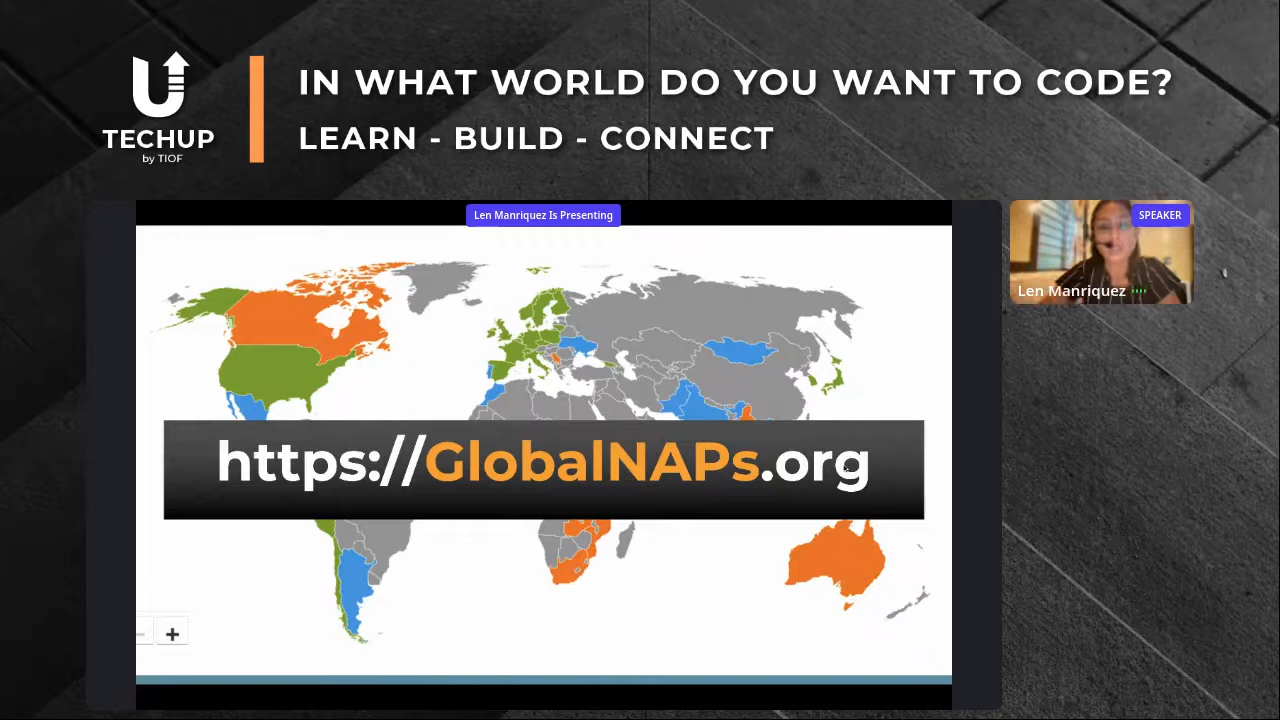 IN WHAT WORLD DO YOU WANT TO CODE?
TECHUP
by TIOF
LEARN - BUILD - CONNECT
Len Manriquez Is Presenting
SPEAKER
Len Manriquez
https://GlobalNAPs.org